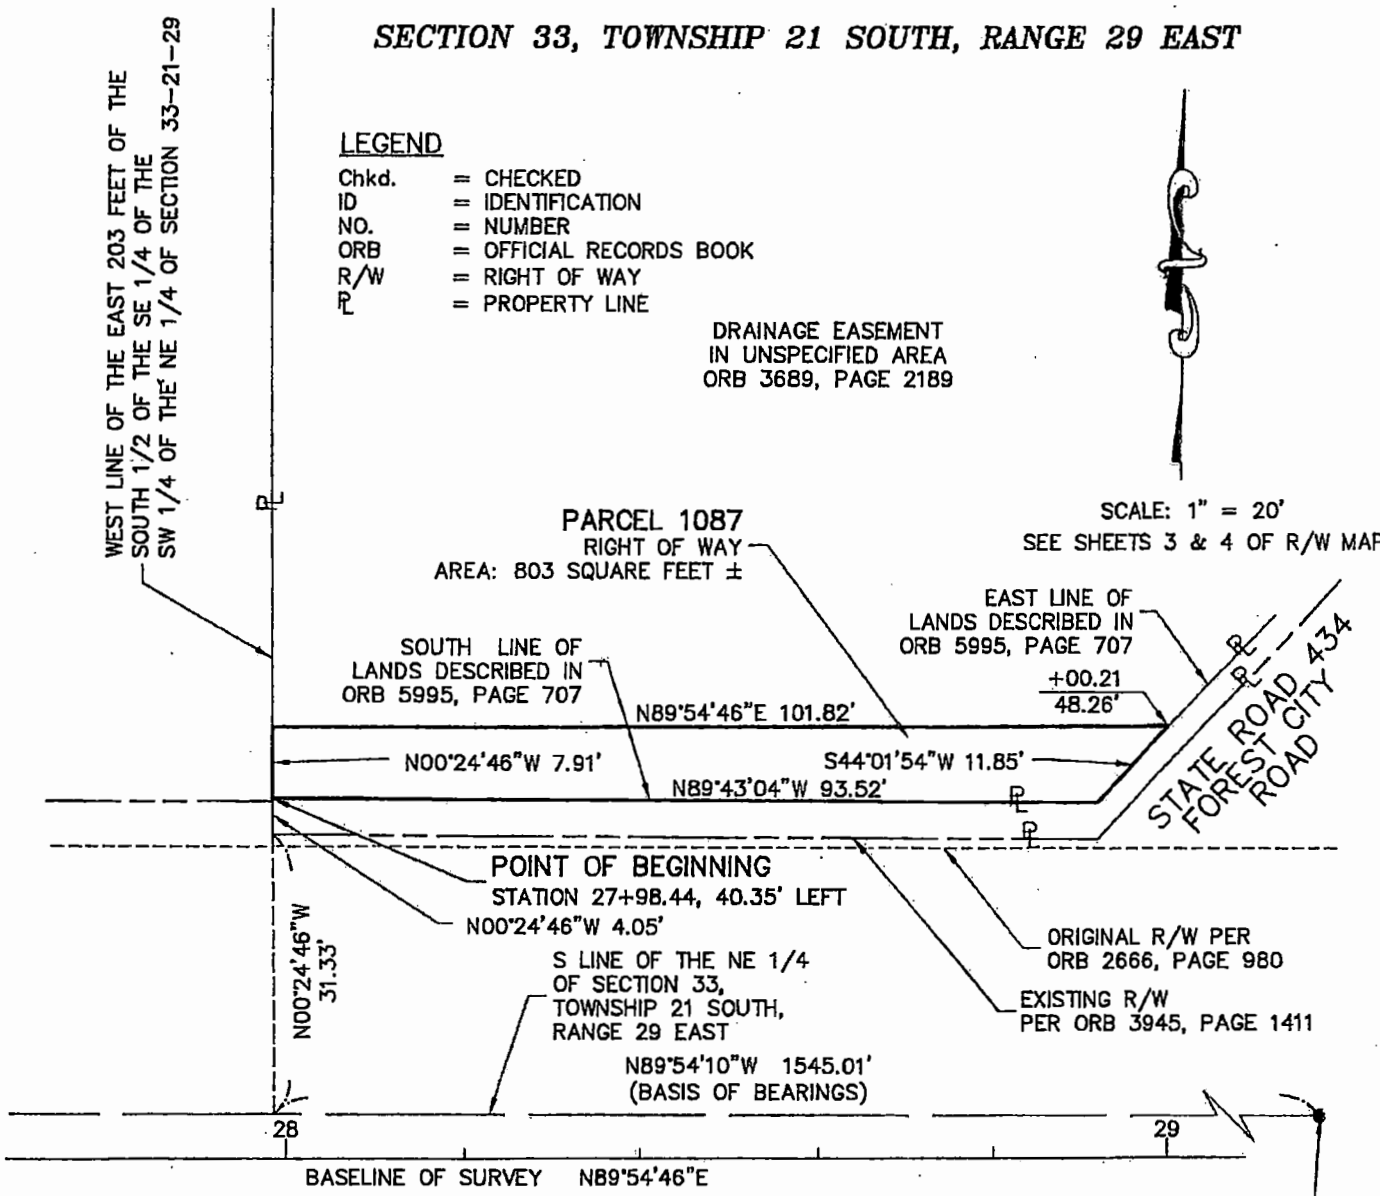 SECTION 33, TOWNSHIP 21 SOUTH, RANGE 29 EAST
WEST LINE OF THE EAST 203 FEET OF THE
SOUTH 1/2 OF THE SE 1/4 OF THE
SW 1/4 OF THE NE 1/4 OF SECTION 33-21-29
LEGEND
Chkd. = CHECKED
ID = IDENTIFICATION
NO. = NUMBER
ORB = OFFICIAL RECORDS BOOK
R/W = RIGHT OF WAY
PL = PROPERTY LINE
DRAINAGE EASEMENT
IN UNSPECIFIED AREA
ORB 3689, PAGE 2189
PL
SCALE: 1" = 20'
SEE SHEETS 3 & 4 OF R/W MAP
PARCEL 1087
RIGHT OF WAY
AREA: 803 SQUARE FEET ±
EAST LINE OF
LANDS DESCRIBED IN
ORB 5995, PAGE 707
SOUTH LINE OF
LANDS DESCRIBED IN
ORB 5995, PAGE 707
+00.21
48.26'
PL
PL
STATE ROAD 434
FOREST CITY
ROAD
N89°54'46"E 101.82'
N00°24'46"W 7.91'
S44°01'54"W 11.85'
N89°43'04"W 93.52'
PL
PL
POINT OF BEGINNING
STATION 27+98.44, 40.35' LEFT
N00°24'46"W 4.05'
N00°24'46"W
31.33'
ORIGINAL R/W PER
ORB 2666, PAGE 980
EXISTING R/W
PER ORB 3945, PAGE 1411
S LINE OF THE NE 1/4
OF SECTION 33,
TOWNSHIP 21 SOUTH,
RANGE 29 EAST
N89°54'10"W 1545.01'
(BASIS OF BEARINGS)
28
29
BASELINE OF SURVEY N89°54'46"E